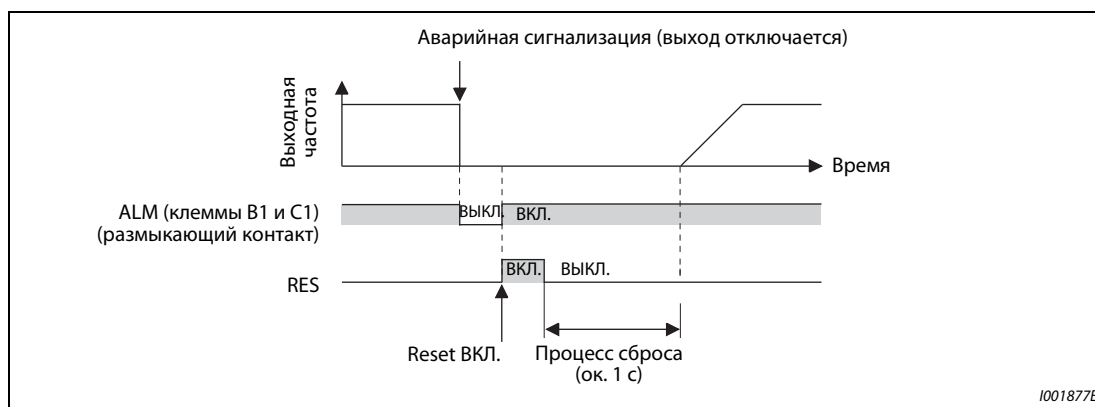 Аварийная сигнализация (выход отключается)
Выходная
частота
Время
ALM (клеммы B1 и C1)
(размыкающий контакт)
ВЫКЛ. ВКЛ.
RES
ВКЛ. ВЫКЛ.
Reset ВКЛ.
Процесс сброса
(ок. 1 с)
I001877E